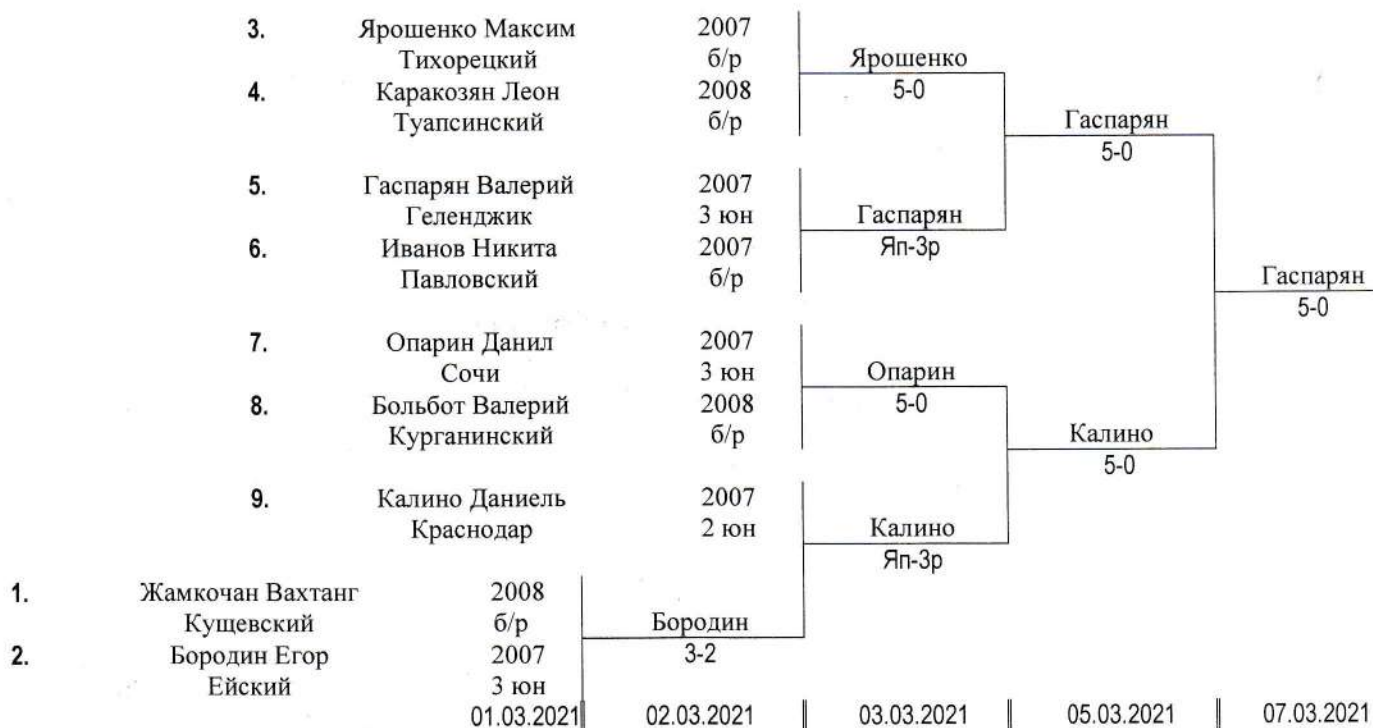 3. Ярошенко Максим 2007
Тихорецкий б/р
Ярошенко
4. Каракозян Леон 2008
5-0
Туапсинский б/р
Гаспарян
5-0
5. Гаспарян Валерий 2007
Геленджик 3 юн
Гаспарян
6. Иванов Никита 2007
Яп-3р
Павловский б/р
Гаспарян
5-0
7. Опарин Данил 2007
Сочи 3 юн
Опарин
8. Больбот Валерий 2008
5-0
Курганинский б/р
Калино
5-0
9. Калино Даниель 2007
Краснодар 2 юн
Калино
Яп-3р
1. Жамкочан Вахтанг 2008
Кущевский б/р
Бородин
2. Бородин Егор 2007
3-2
Ейский 3 юн
01.03.2021 02.03.2021 03.03.2021 05.03.2021 07.03.2021